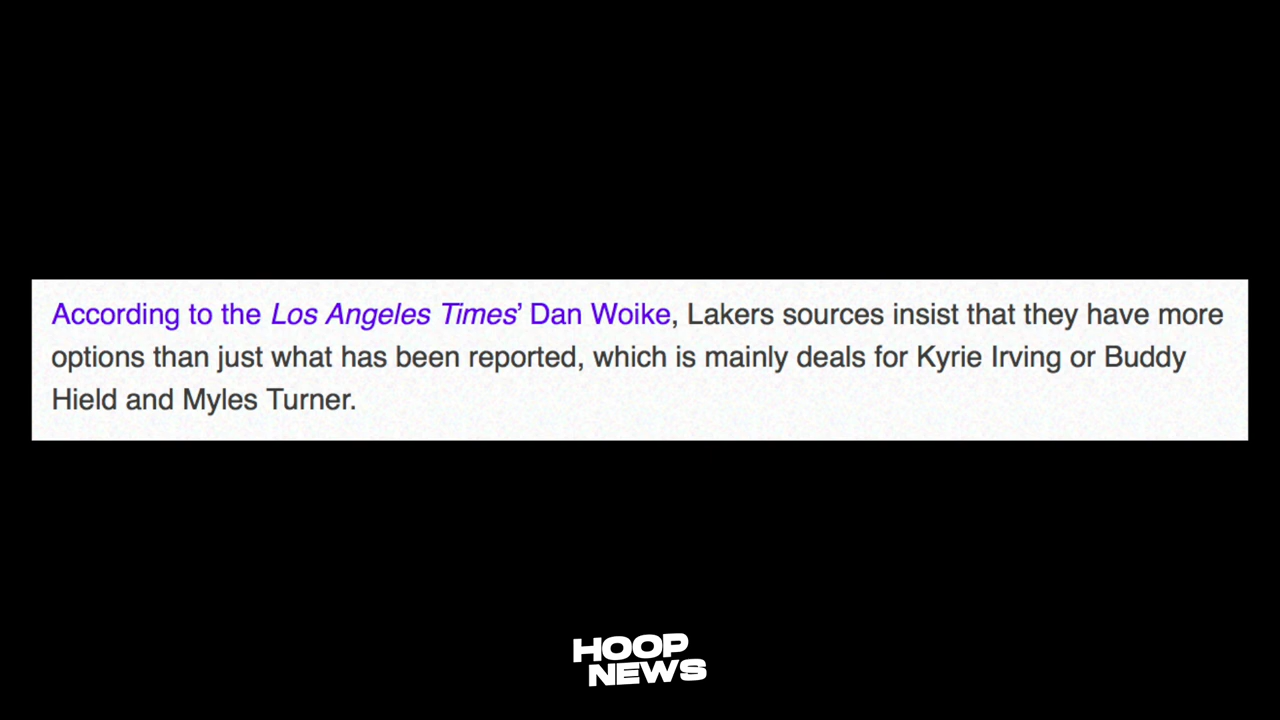 According to the Los Angeles Times’ Dan Woike, Lakers sources insist that they have more
options than just what has been reported, which is mainly deals for Kyrie Irving or Buddy
Hield and Myles Turner.
HOOP
NEWS